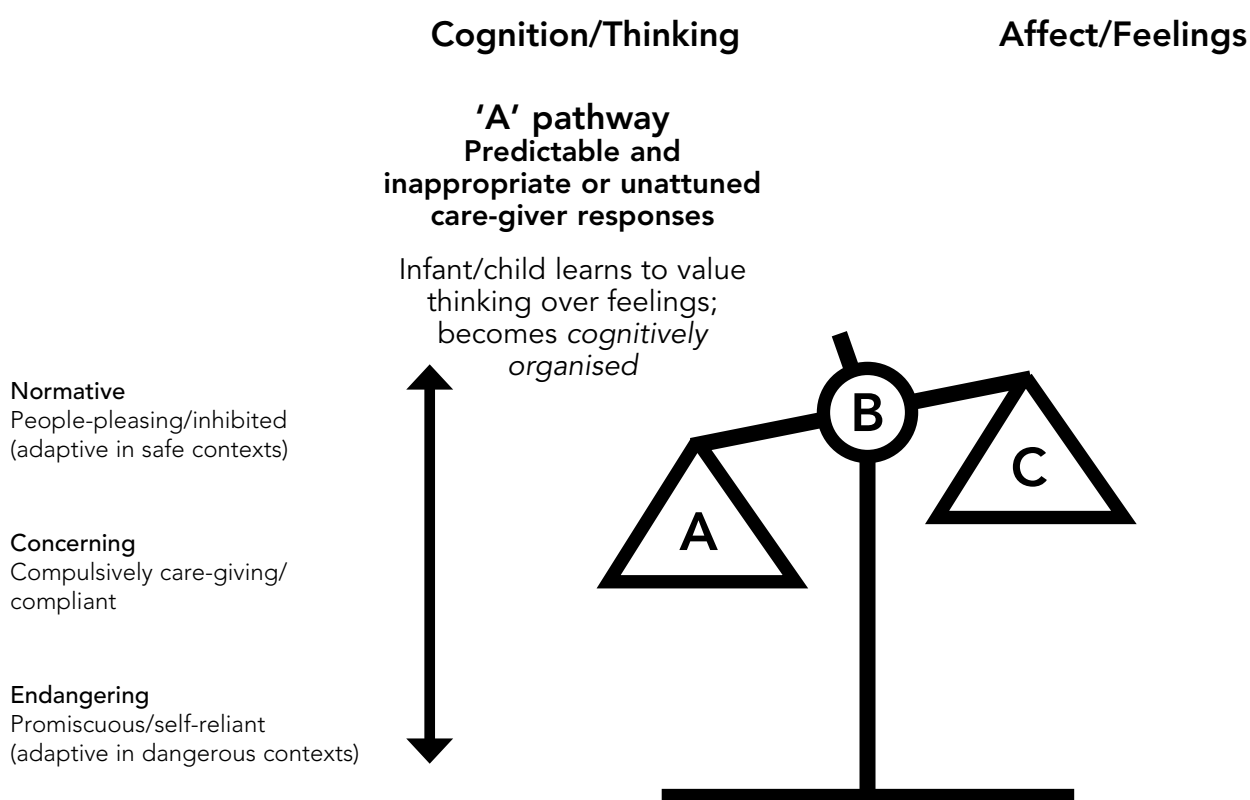 Cognition/Thinking
Affect/Feelings
‘A’ pathway
Predictable and
inappropriate or unattuned
care-giver responses
Infant/child learns to value
thinking over feelings;
becomes cognitively
organised
Normative
People-pleasing/inhibited
(adaptive in safe contexts)
Concerning
Compulsively care-giving/
compliant
Endangering
Promiscuous/self-reliant
(adaptive in dangerous contexts)
B
C
A